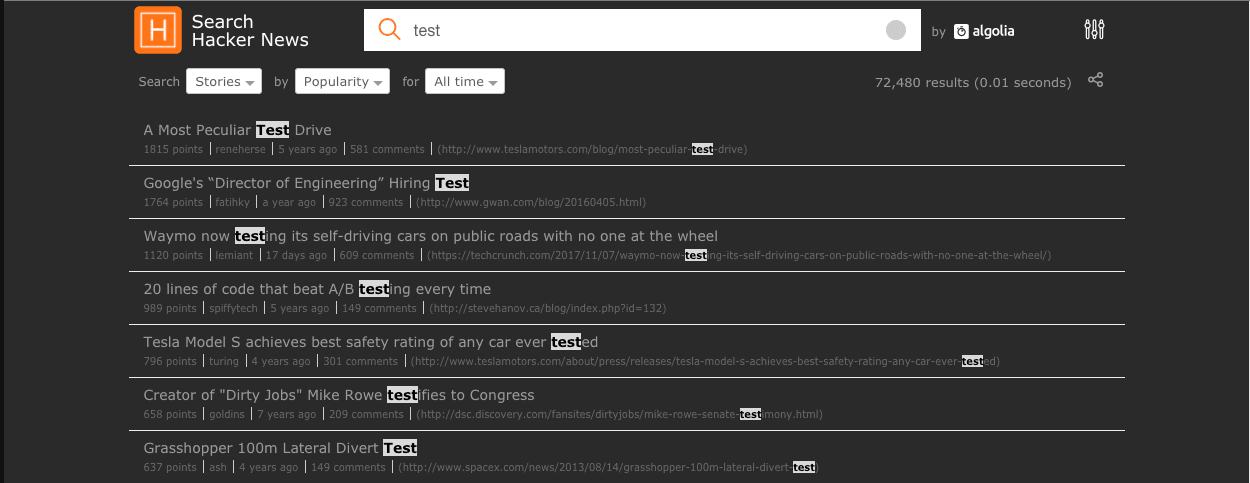 H
Search
Hacker News
test
by algolia
Search Stories by Popularity for All time
72,480 results (0.01 seconds)
A Most Peculiar Test Drive
1815 points | reneherse | 5 years ago | 581 comments | (http://www.teslamotors.com/blog/most-peculiar-test-drive)
Google's “Director of Engineering” Hiring Test
1764 points | fatihky | a year ago | 923 comments | (http://www.gwan.com/blog/20160405.html)
Waymo now testing its self-driving cars on public roads with no one at the wheel
1120 points | lemiant | 17 days ago | 609 comments | (https://techcrunch.com/2017/11/07/waymo-now-testing-its-self-driving-cars-on-public-roads-with-no-one-at-the-wheel/)
20 lines of code that beat A/B testing every time
989 points | spiffytech | 5 years ago | 149 comments | (http://stevehanov.ca/blog/index.php?id=132)
Tesla Model S achieves best safety rating of any car ever tested
796 points | turing | 4 years ago | 301 comments | (http://www.teslamotors.com/about/press/releases/tesla-model-s-achieves-best-safety-rating-any-car-ever-tested)
Creator of "Dirty Jobs" Mike Rowe testifies to Congress
658 points | goldins | 7 years ago | 209 comments | (http://dsc.discovery.com/fansites/dirtyjobs/mike-rowe-senate-testimony.html)
Grasshopper 100m Lateral Divert Test
637 points | ash | 4 years ago | 149 comments | (http://www.spacex.com/news/2013/08/14/grasshopper-100m-lateral-divert-test)